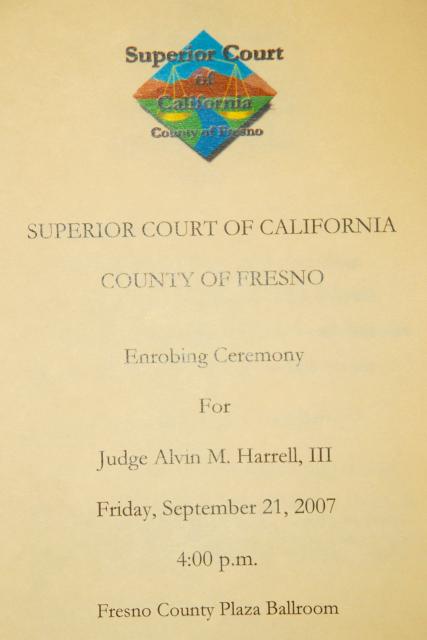 Superior Court
of
California
County of Fresno
SUPERIOR COURT OF CALIFORNIA
COUNTY OF FRESNO
Enrobing Ceremony
For
Judge Alvin M. Harrell, III
Friday, September 21, 2007
4:00 p.m.
Fresno County Plaza Ballroom